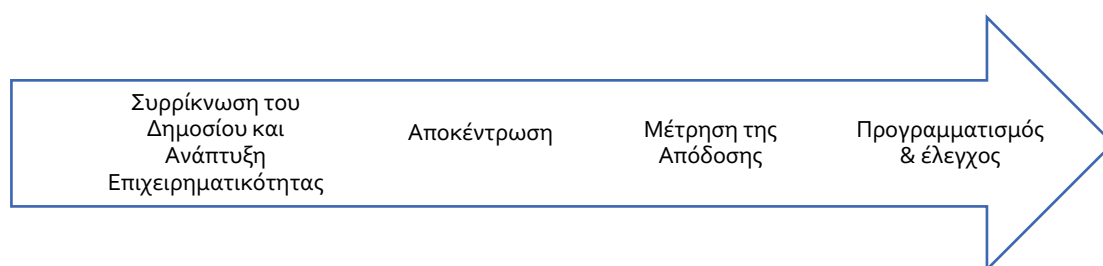 Συρρίκνωση του
Δημοσίου και
Ανάπτυξη
Επιχειρηματικότητας
Αποκέντρωση
Μέτρηση της
Απόδοσης
Προγραμματισμός
& έλεγχος